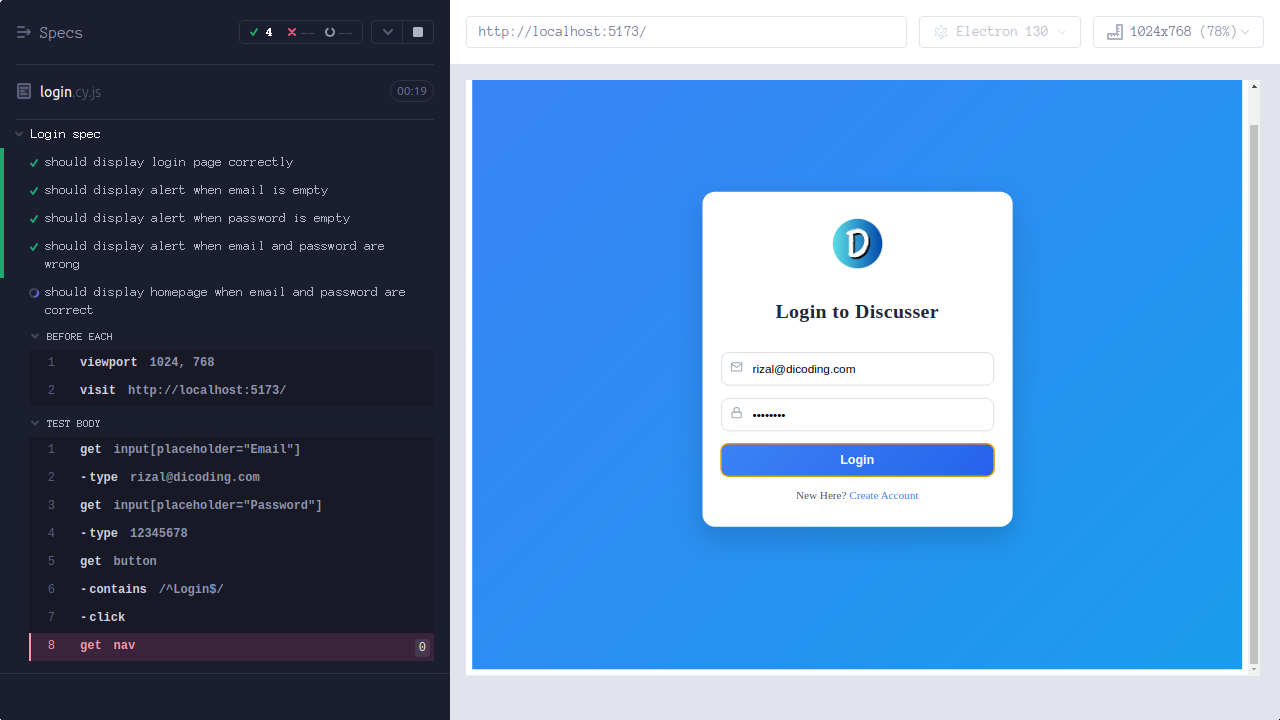 Specs
4
--
--
login.cy.js
00:19
Login spec
should display login page correctly
should display alert when email is empty
should display alert when password is empty
should display alert when email and password are
wrong
should display homepage when email and password are
correct
BEFORE EACH
1 viewport 1024, 768
2 visit http://localhost:5173/
TEST BODY
1 get input[placeholder="Email"]
2 -type rizal@dicoding.com
3 get input[placeholder="Password"]
4 -type 12345678
5 get button
6 -contains /^Login$/
7 -click
8 get nav 0
http://localhost:5173/
Electron 130
1024x768 (78%)
D
Login to Discusser
rizal@dicoding.com
••••••••
Login
New Here? Create Account